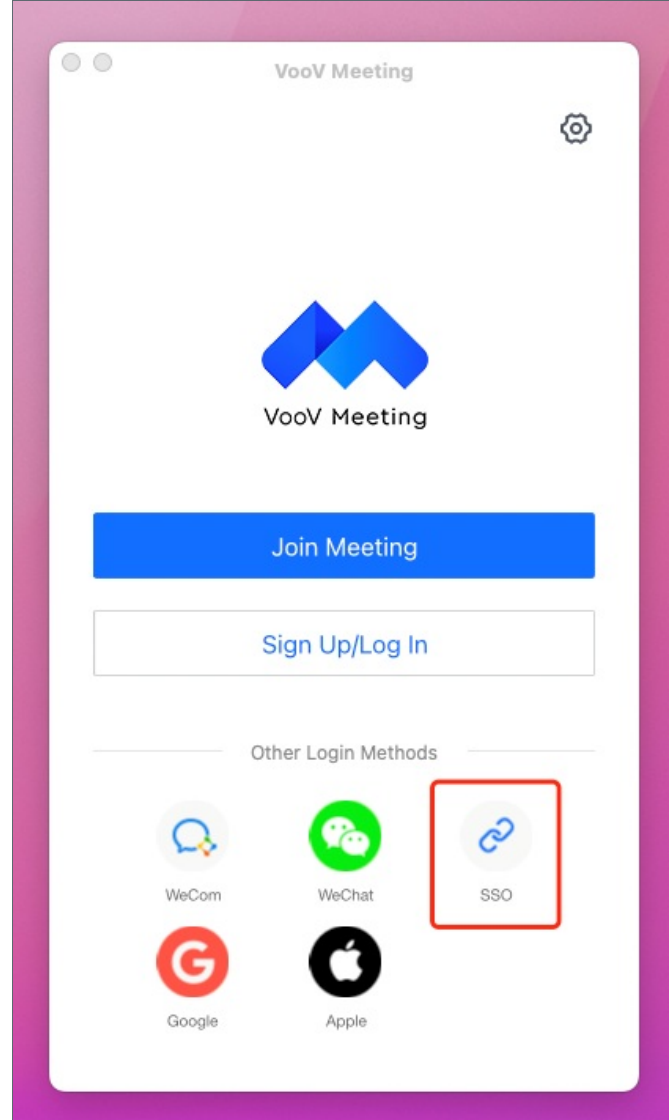 VooV Meeting
VooV Meeting
Join Meeting
Sign Up/Log In
Other Login Methods
WeCom WeChat SSO
Google Apple